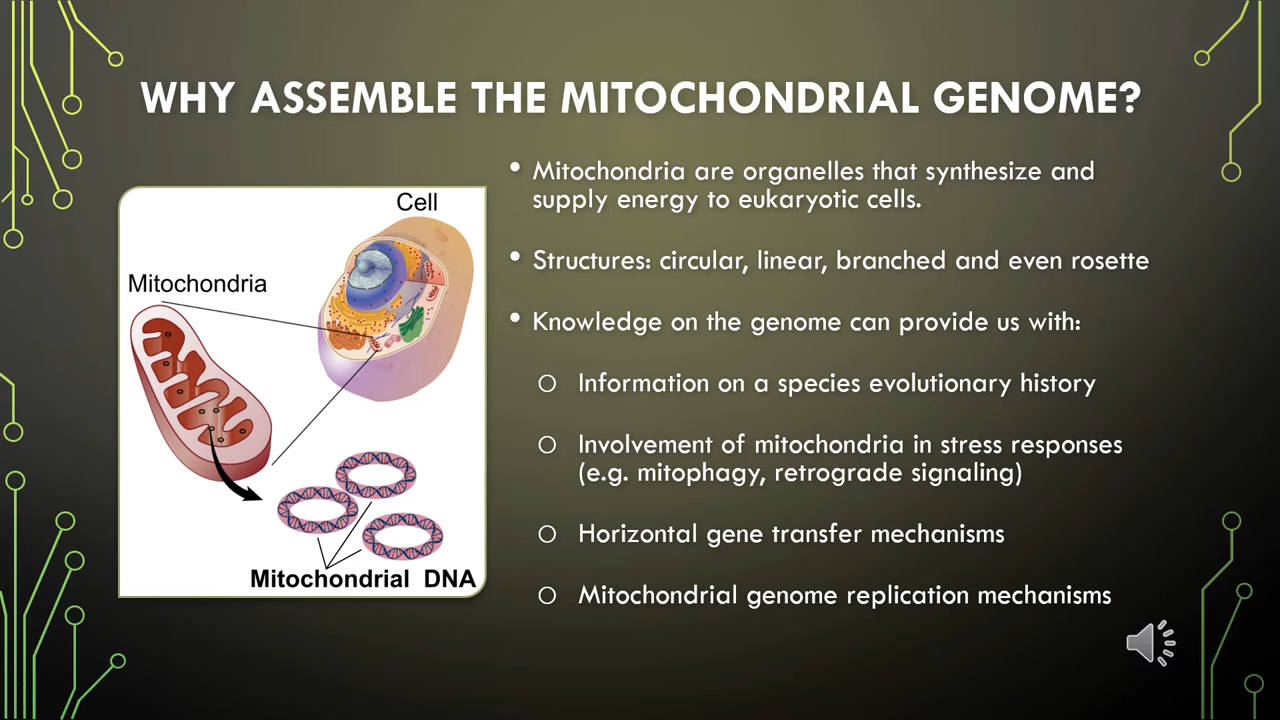 WHY ASSEMBLE THE MITOCHONDRIAL GENOME?
Cell
Mitochondria
Mitochondrial DNA
• Mitochondria are organelles that synthesize and
supply energy to eukaryotic cells.
• Structures: circular, linear, branched and even rosette
• Knowledge on the genome can provide us with:
o Information on a species evolutionary history
o Involvement of mitochondria in stress responses
(e.g. mitophagy, retrograde signaling)
o Horizontal gene transfer mechanisms
o Mitochondrial genome replication mechanisms